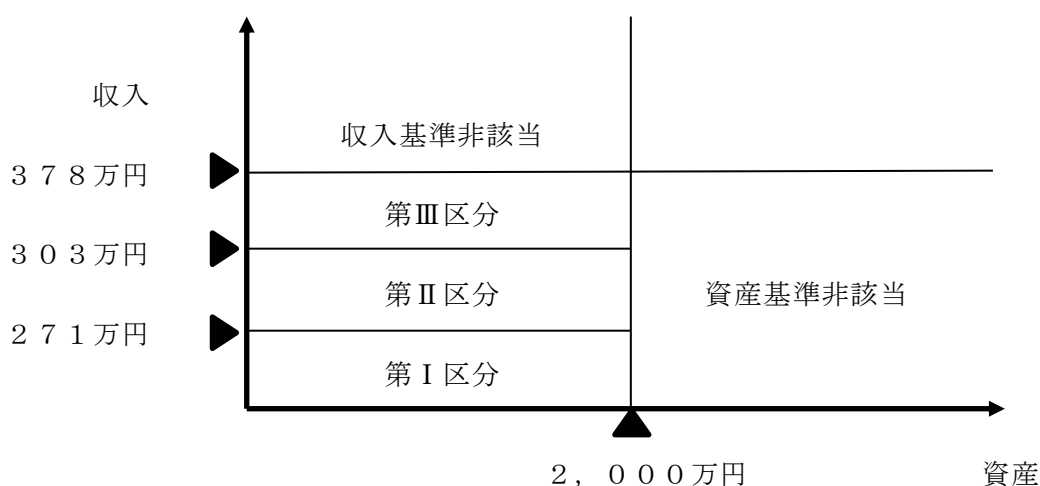 収入
収入基準非該当
３７８万円
第Ⅲ区分
３０３万円
第Ⅱ区分
資産基準非該当
２７１万円
第Ⅰ区分
２，０００万円
資産